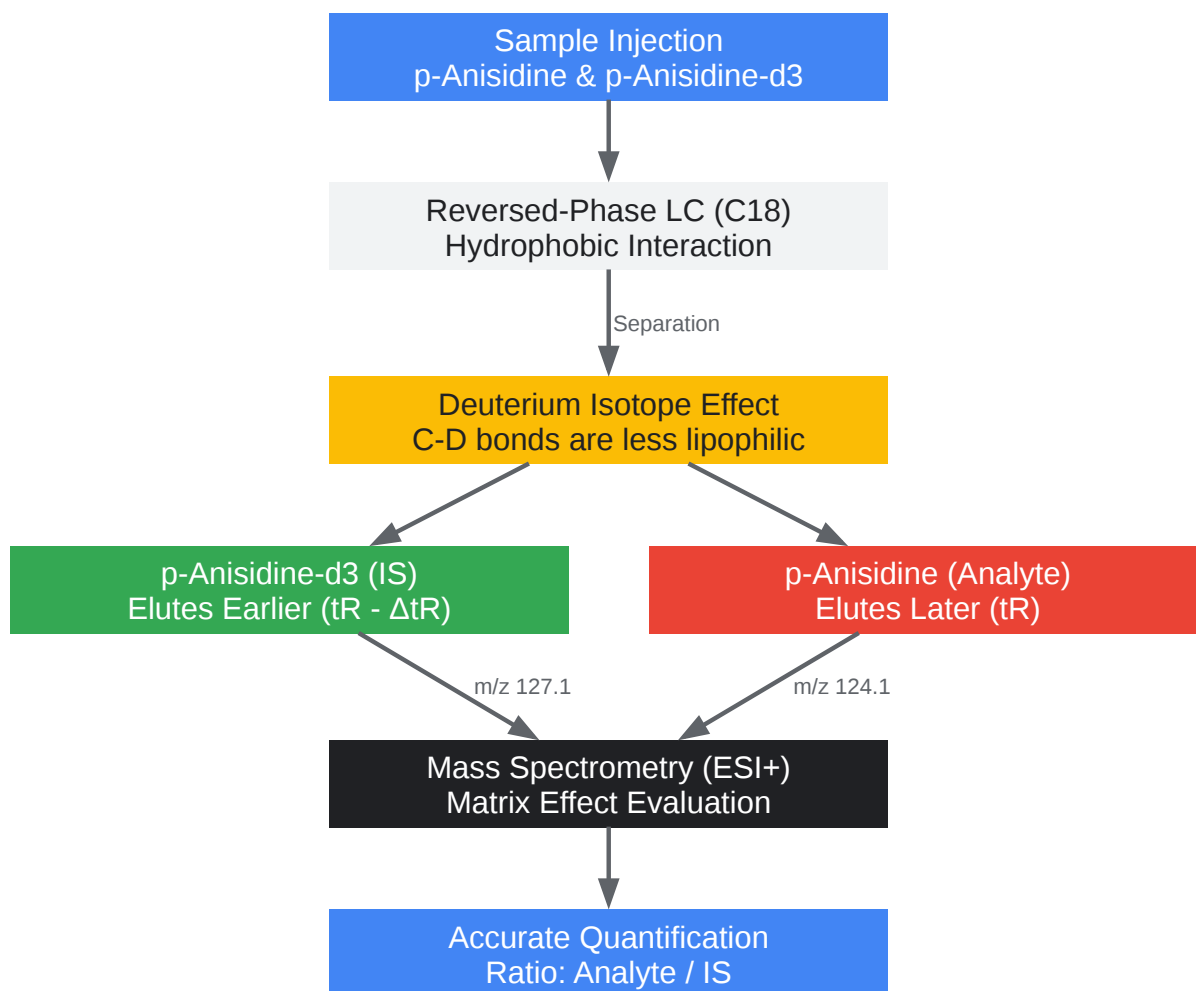 Sample Injection
p-Anisidine & p-Anisidine-d3
Reversed-Phase LC (C18)
Hydrophobic Interaction
Separation
Deuterium Isotope Effect
C-D bonds are less lipophilic
p-Anisidine-d3 (IS)
Elutes Earlier (tR - ΔtR)
p-Anisidine (Analyte)
Elutes Later (tR)
m/z 127.1
m/z 124.1
Mass Spectrometry (ESI+)
Matrix Effect Evaluation
Accurate Quantification
Ratio: Analyte / IS